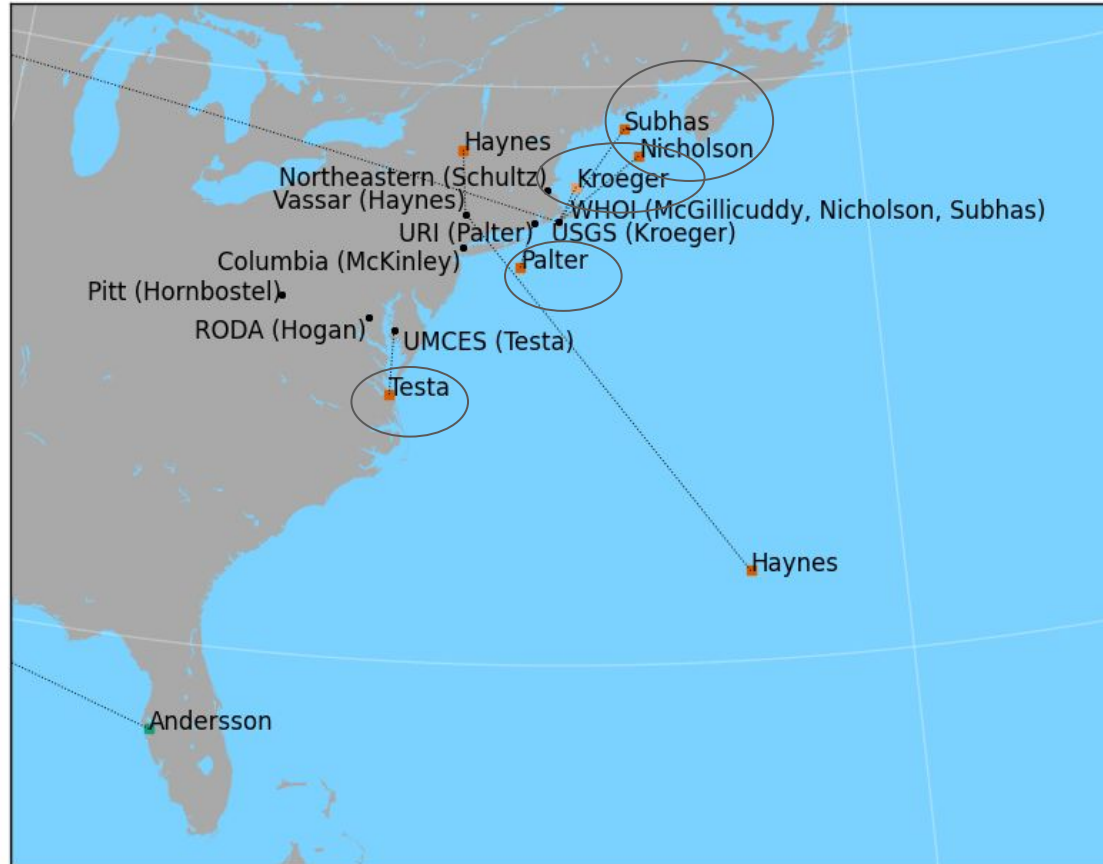 Subhas
Haynes
Nicholson
Northeastern (Schultz)
Kroeger
Vassar (Haynes)
WHOI (McGillicuddy, Nicholson, Subhas)
URI (Palter)
USGS (Kroeger)
Columbia (McKinley)
Palter
Pitt (Hornbostel)
RODA (Hogan)
UMCES (Testa)
Testa
Haynes
Andersson